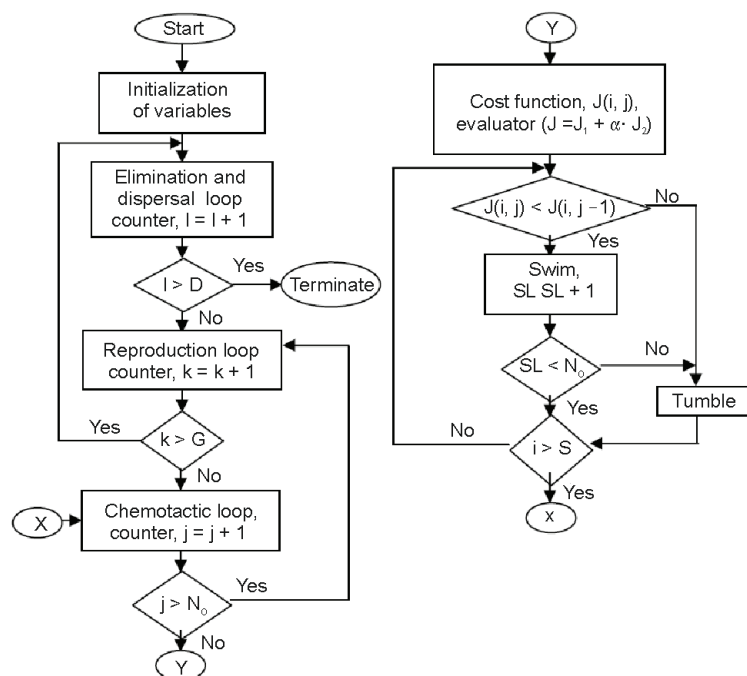 Start
Initialization
of variables
Elimination and
dispersal loop
counter, l = l + 1
l > D
Yes
Terminate
No
Reproduction loop
counter, k = k + 1
Yes
k > G
No
X
Chemotactic loop,
counter, j = j + 1
j > N₀
Yes
No
Y
Y
Cost function, J(i, j),
evaluator (J =J₁ + α· J₂)
J(i, j) < J(i, j −1)
No
Yes
Swim,
SL SL + 1
SL < N₀
No
Yes
Tumble
i > S
No
Yes
x